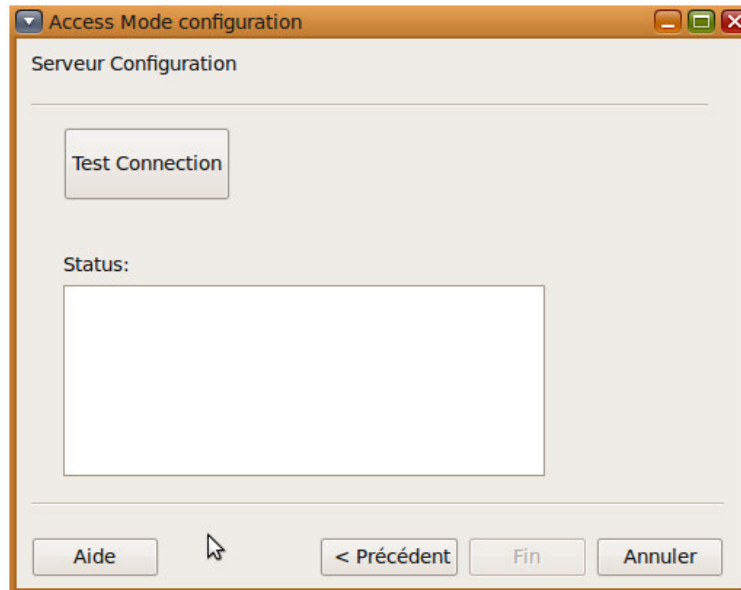 Access Mode configuration
Serveur Configuration
Test Connection
Status:
Aide
< Précédent
Fin
Annuler